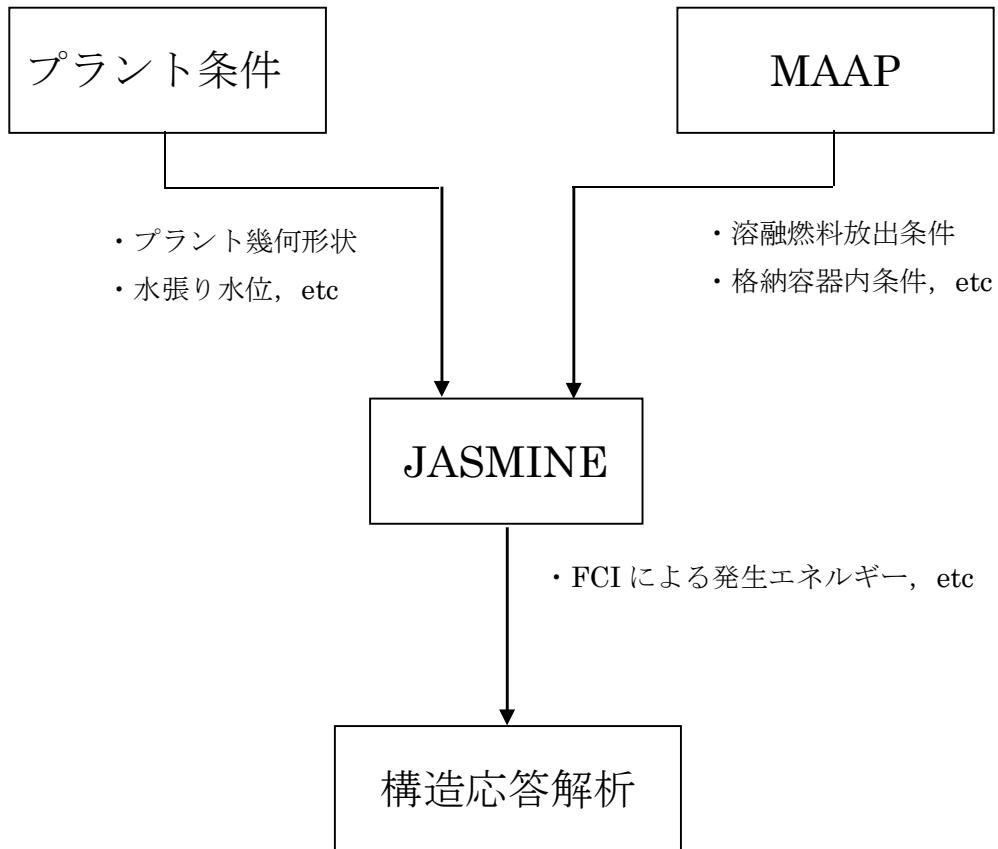 プラント条件
MAAP
・プラント幾何形状
・水張り水位，etc
・溶融燃料放出条件
・格納容器内条件，etc
JASMINE
・FCI による発生エネルギー，etc
構造応答解析